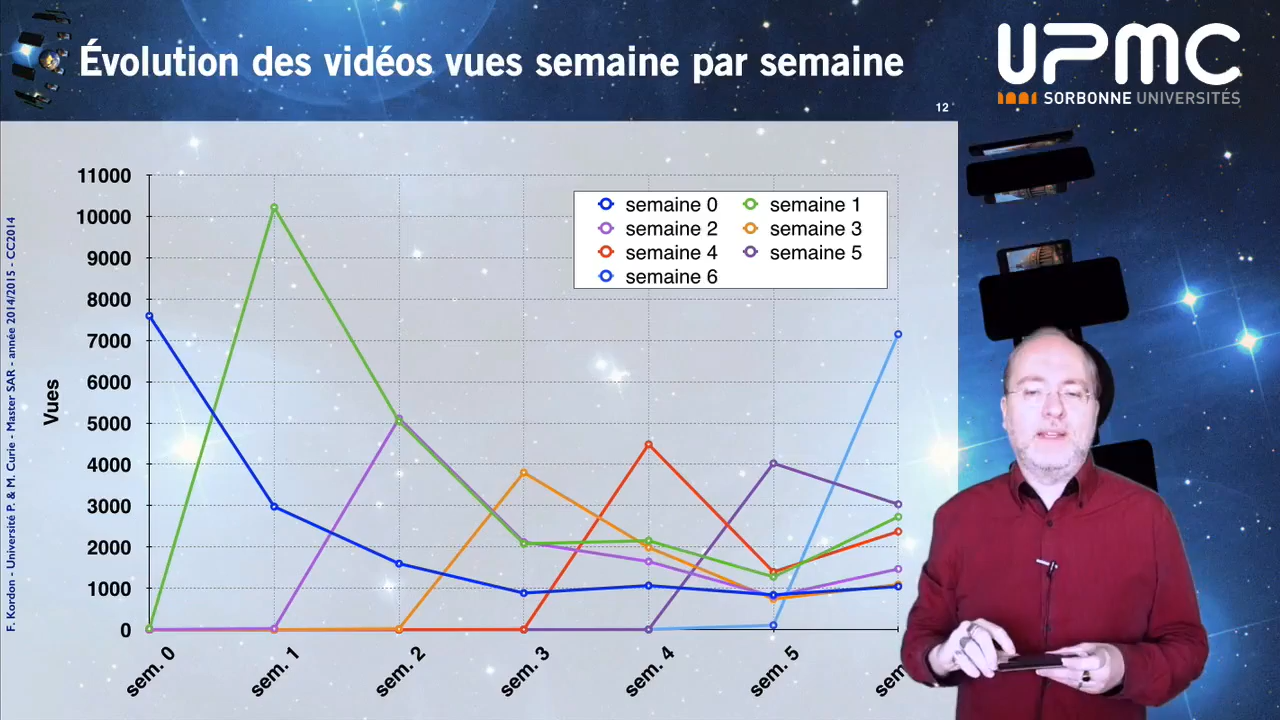 Évolution des vidéos vues semaine par semaine
UPMC
SORBONNE UNIVERSITÉS
12
F. Kordon - Université P. & M. Curie - Master SAR - année 2014/2015 - CC2014
Vues
11000
10000
9000
8000
7000
6000
5000
4000
3000
2000
1000
0
semaine 0 semaine 1
semaine 2 semaine 3
semaine 4 semaine 5
semaine 6
sem. 0 sem. 1 sem. 2 sem. 3 sem. 4 sem. 5 sem